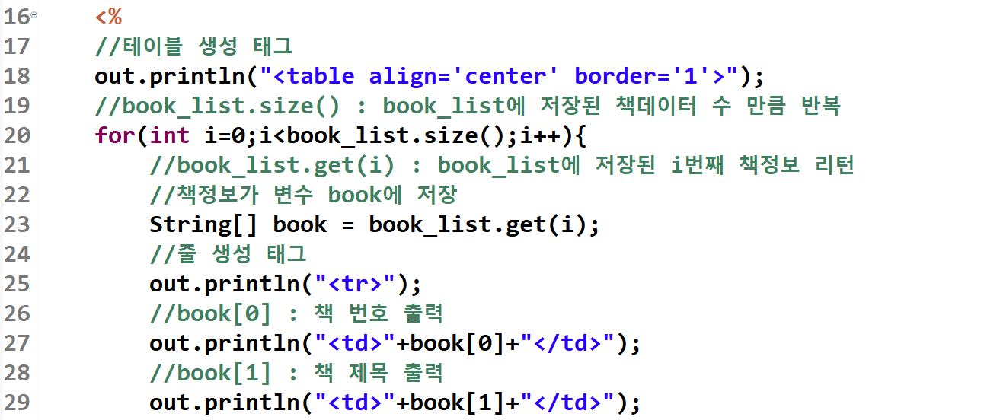 16 <%
17 //테이블 생성 태그
18 out.println("<table align='center' border='1'>");
19 //book_list.size() : book_list에 저장된 책데이터 수 만큼 반복
20 for(int i=0;i<book_list.size();i++){
21 //book_list.get(i) : book_list에 저장된 i번째 책정보 리턴
22 //책정보가 변수 book에 저장
23 String[] book = book_list.get(i);
24 //줄 생성 태그
25 out.println("<tr>");
26 //book[0] : 책 번호 출력
27 out.println("<td>"+book[0]+"</td>");
28 //book[1] : 책 제목 출력
29 out.println("<td>"+book[1]+"</td>");